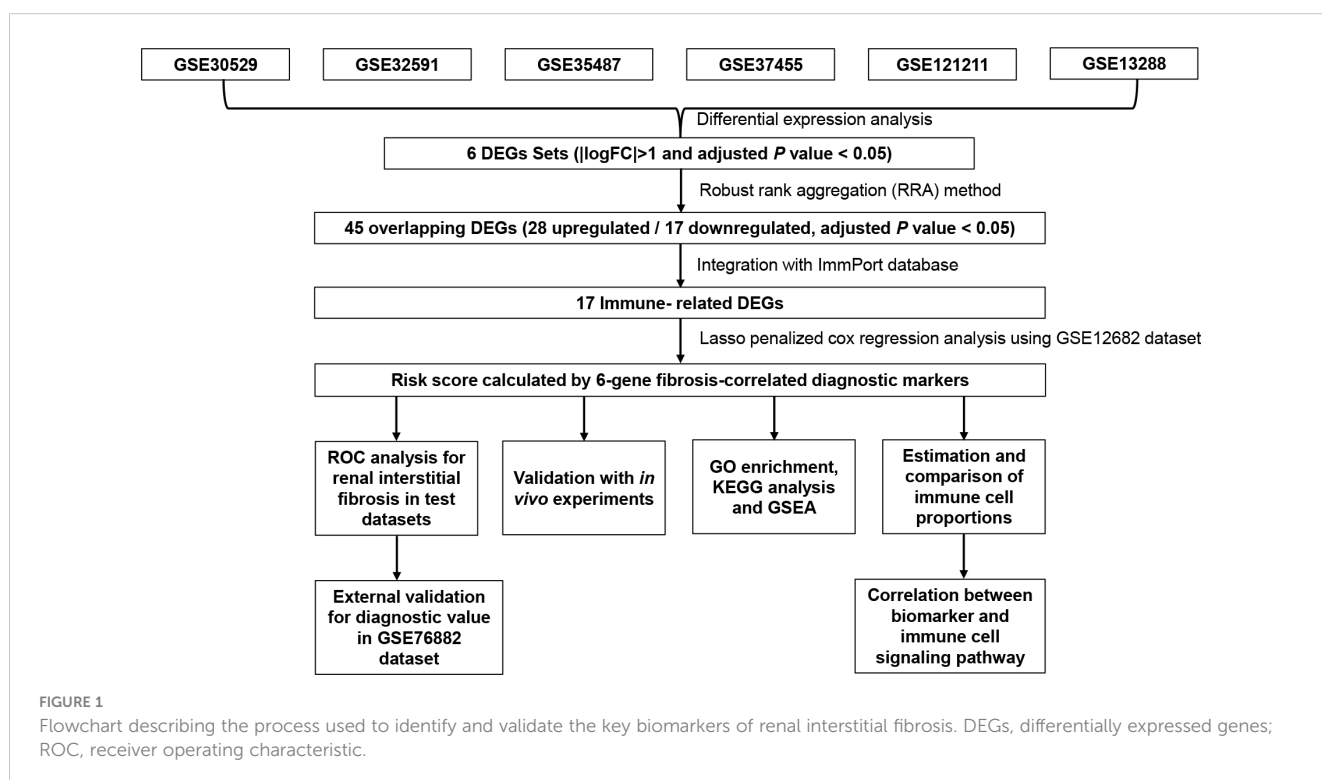 GSE30529
GSE32591
GSE35487
GSE37455
GSE121211
GSE13288
Differential expression analysis
6 DEGs Sets (|logFC|>1 and adjusted P value < 0.05)
Robust rank aggregation (RRA) method
45 overlapping DEGs (28 upregulated / 17 downregulated, adjusted P value < 0.05)
Integration with ImmPort database
17 Immune- related DEGs
Lasso penalized cox regression analysis using GSE12682 dataset
Risk score calculated by 6-gene fibrosis-correlated diagnostic markers
ROC analysis for
renal interstitial
fibrosis in test
datasets
Validation with in
vivo experiments
GO enrichment,
KEGG analysis
and GSEA
Estimation and
comparison of
immune cell
proportions
External validation
for diagnostic value
in GSE76882
dataset
Correlation between
biomarker and
immune cell
signaling pathway
FIGURE 1
Flowchart describing the process used to identify and validate the key biomarkers of renal interstitial fibrosis. DEGs, differentially expressed genes;
ROC, receiver operating characteristic.